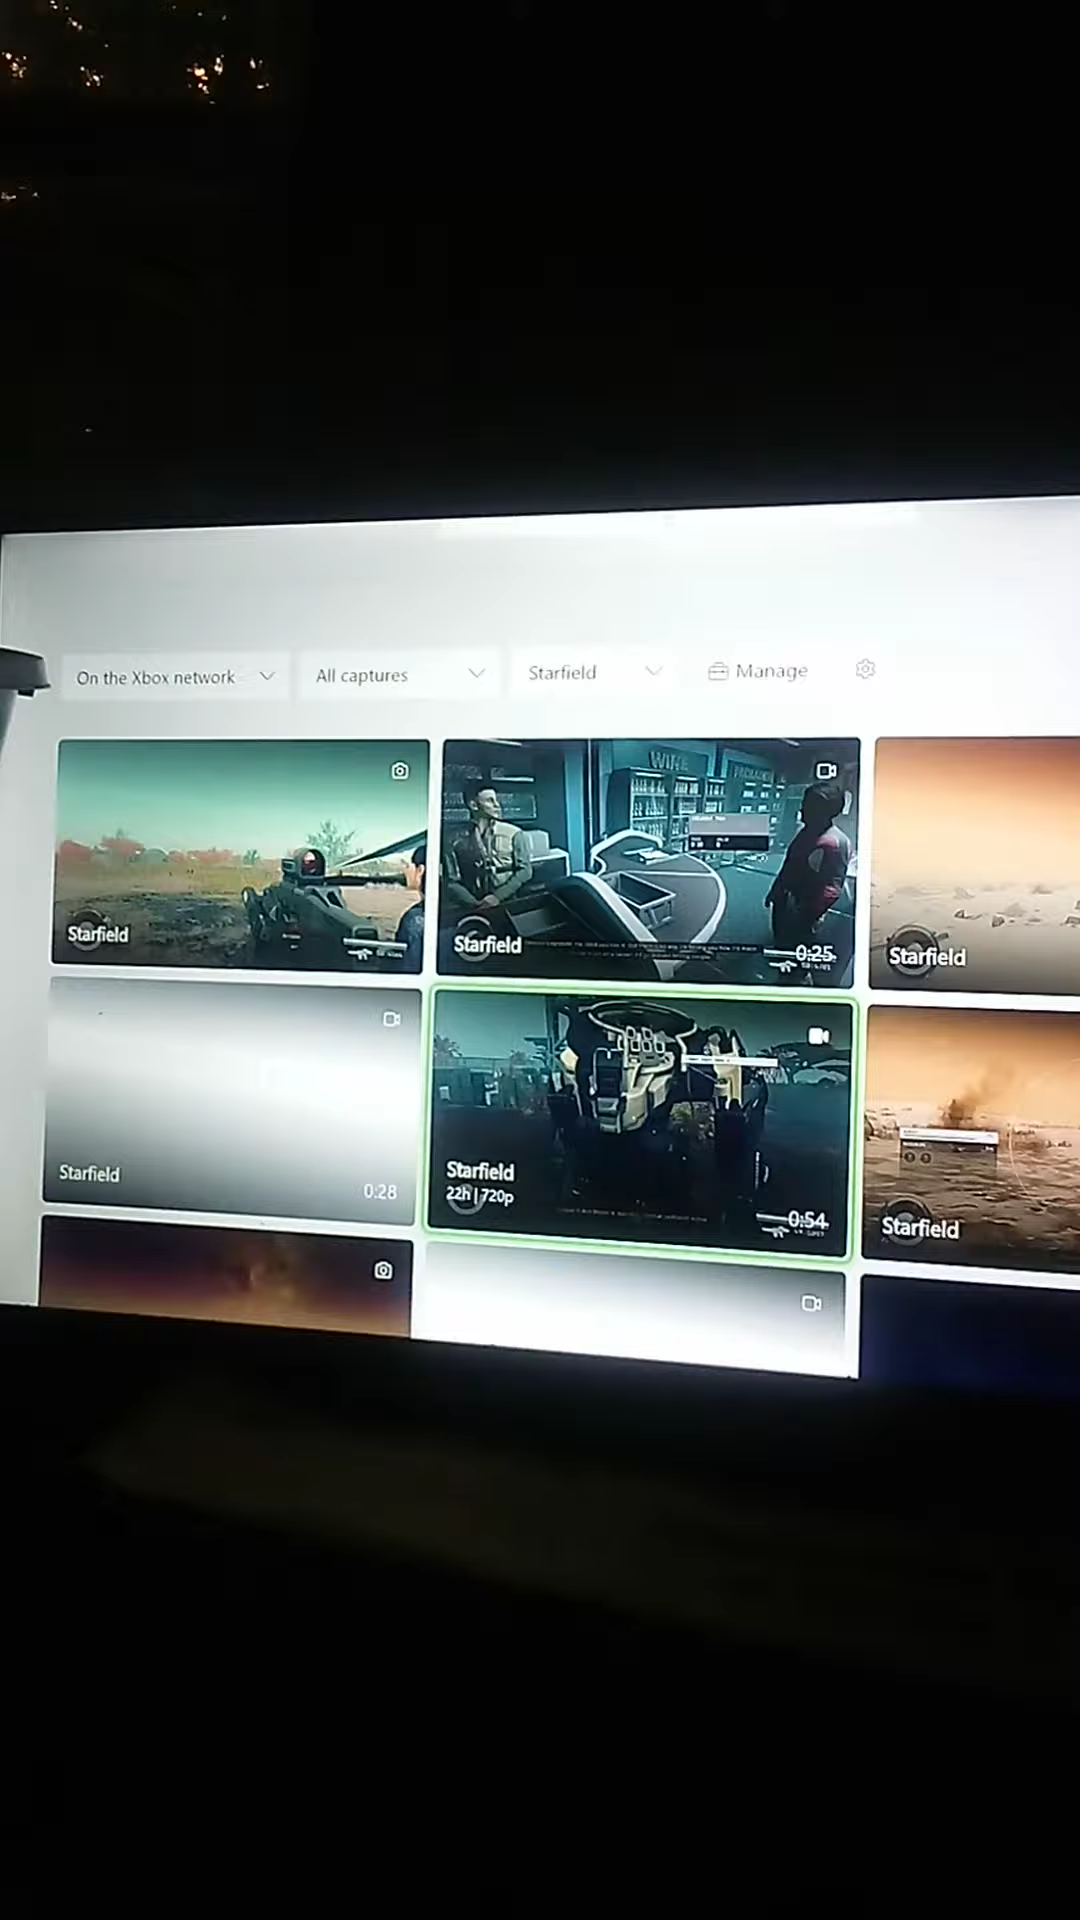 On the Xbox network
All captures
Starfield
Manage
Starfield
WINE
Starfield
0:25
Starfield
Starfield
0:28
Starfield
22h | 720p
0:54
Starfield